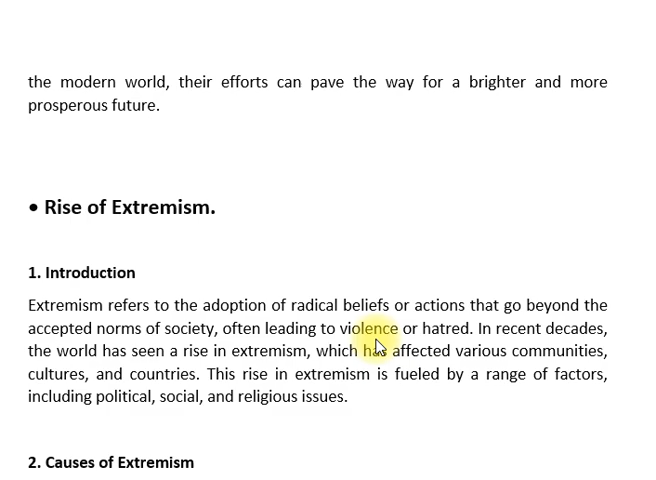 the modern world, their efforts can pave the way for a brighter and more
prosperous future.
• Rise of Extremism.
1. Introduction
Extremism refers to the adoption of radical beliefs or actions that go beyond the
accepted norms of society, often leading to violence or hatred. In recent decades,
the world has seen a rise in extremism, which has affected various communities,
cultures, and countries. This rise in extremism is fueled by a range of factors,
including political, social, and religious issues.
2. Causes of Extremism